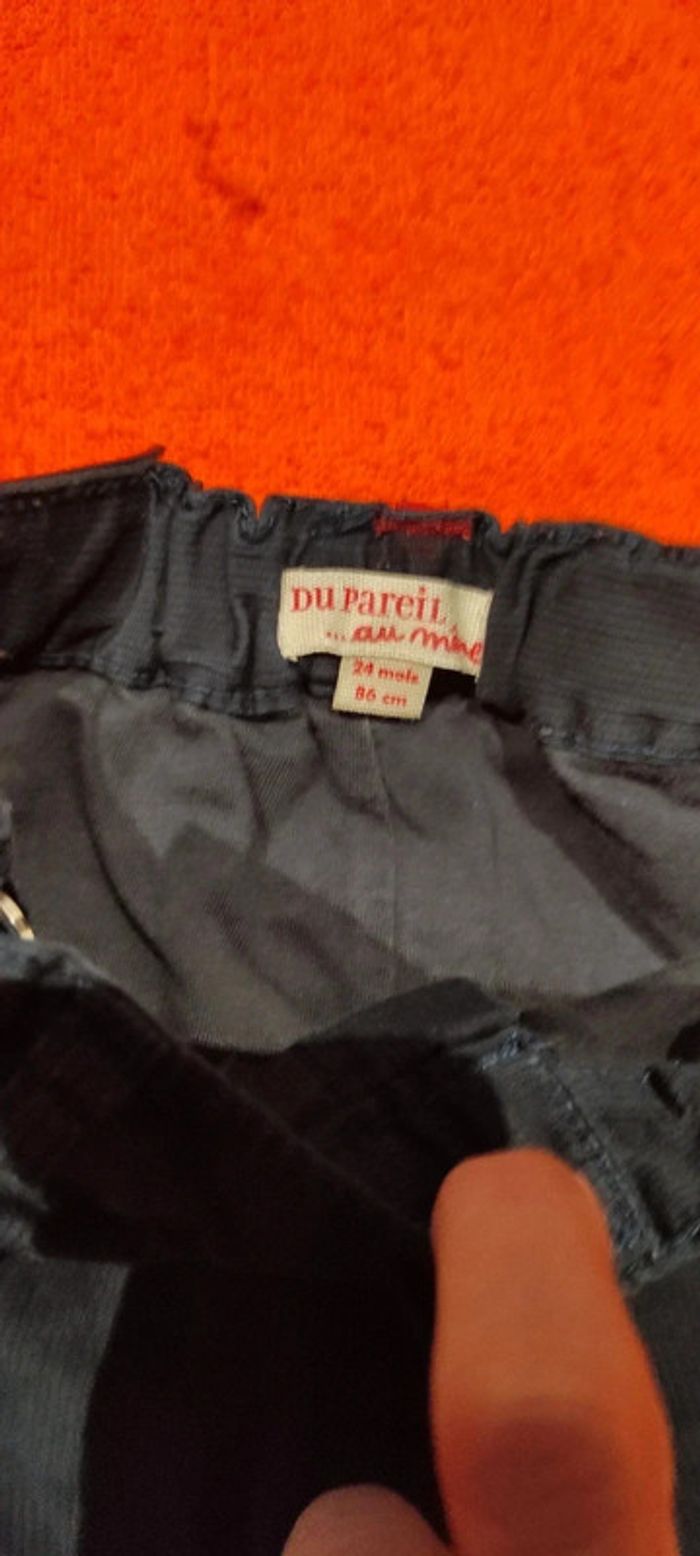 DU PAREIL
...au même
24 mois
86 cm